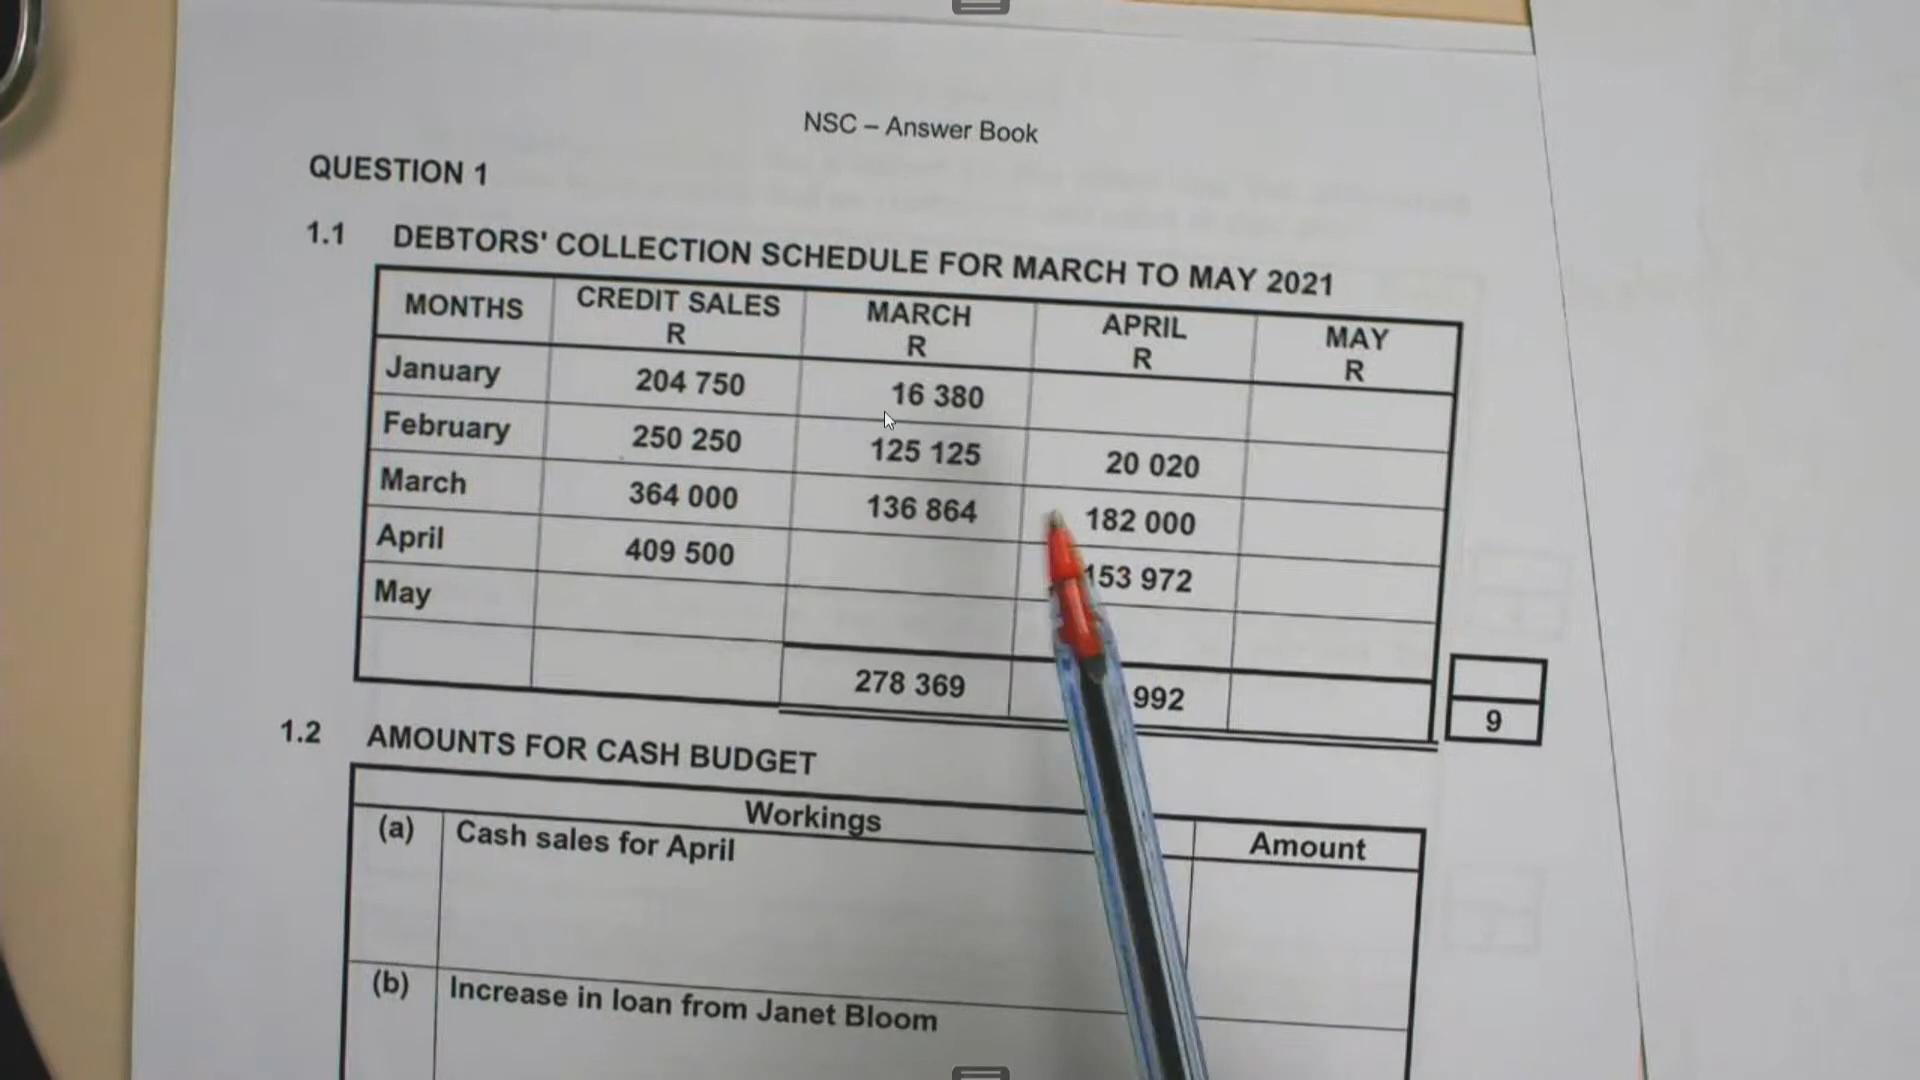 NSC – Answer Book
QUESTION 1
1.1 DEBTORS' COLLECTION SCHEDULE FOR MARCH TO MAY 2021
MONTHS CREDIT SALES R MARCH R APRIL R MAY R
January 204 750 16 380
February 250 250 125 125 20 020
March 364 000 136 864 182 000
April 409 500 153 972
May
278 369 992
9
1.2 AMOUNTS FOR CASH BUDGET
Workings Amount
(a) Cash sales for April
(b) Increase in loan from Janet Bloom